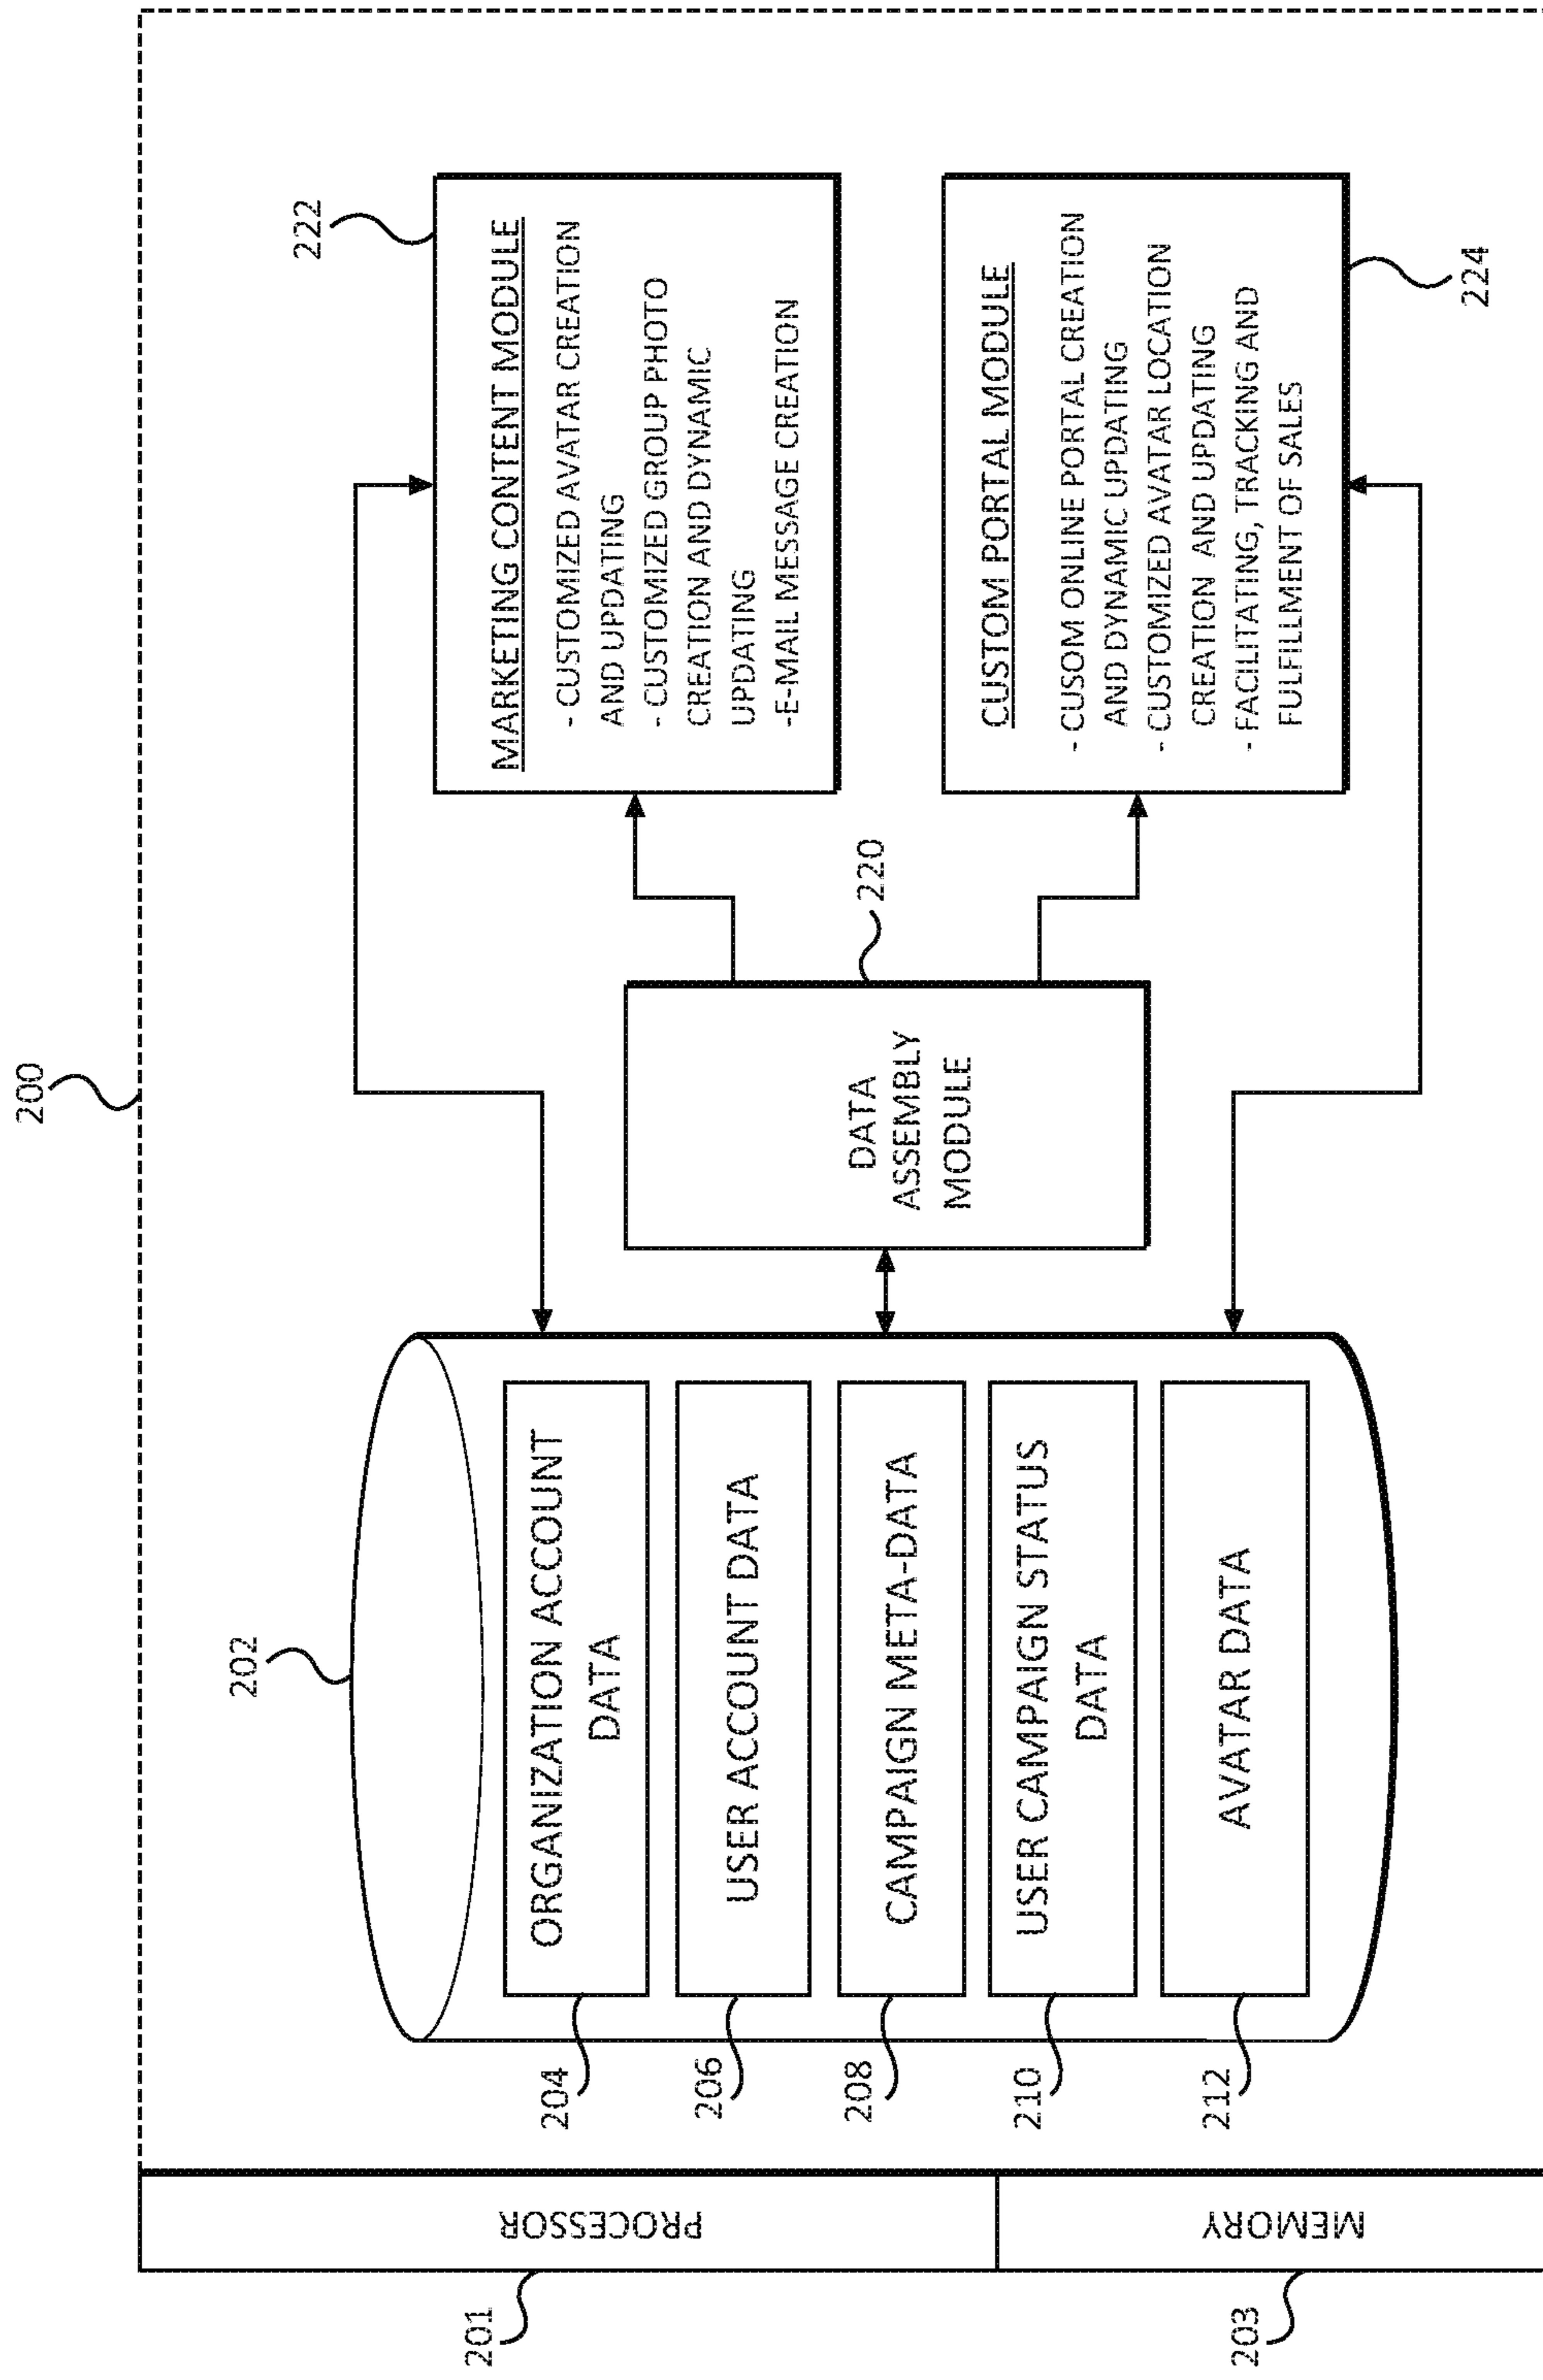 200
201
PROCESSOR
203
MEMORY
202
204
ORGANIZATION ACCOUNT
DATA
206
USER ACCOUNT DATA
208
CAMPAIGN META-DATA
210
USER CAMPAIGN STATUS
DATA
212
AVATAR DATA
220
DATA
ASSEMBLY
MODULE
222
MARKETING CONTENT MODULE
- CUSTOMIZED AVATAR CREATION
AND UPDATING
- CUSTOMIZED GROUP PHOTO
CREATION AND DYNAMIC
UPDATING
-E-MAIL MESSAGE CREATION
CUSTOM PORTAL MODULE
- CUSOM ONLINE PORTAL CREATION
AND DYNAMIC UPDATING
- CUSTOMIZED AVATAR LOCATION
CREATION AND UPDATING
- FACILITATING, TRACKING AND
FULFILLMENT OF SALES
224